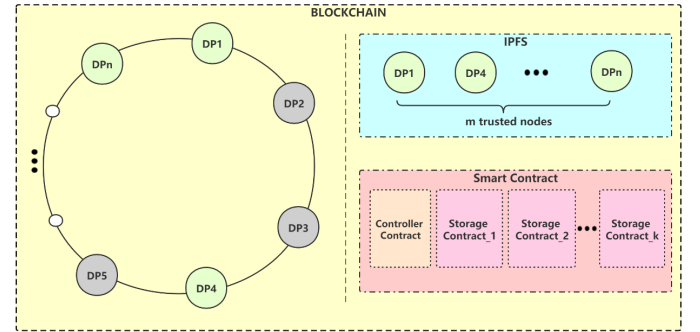 BLOCKCHAIN
DP1
DPn
DP2
DP3
DP4
DP5
IPFS
DP1
DP4
DPn
m trusted nodes
Smart Contract
Controller
Contract
Storage
Contract_1
Storage
Contract_2
Storage
Contract_k